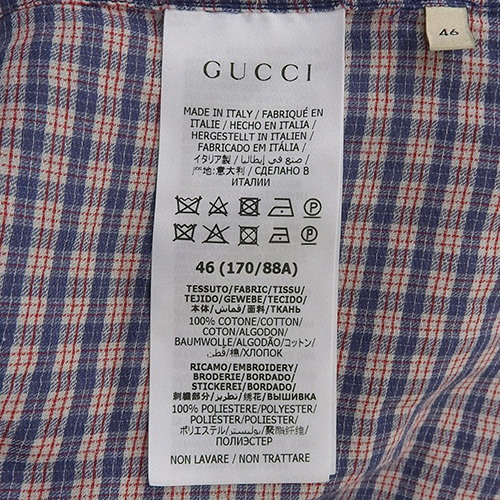 46
GUCCI
MADE IN ITALY / FABRIQUÉ EN
ITALIE / HECHO EN ITALIA /
HERGESTELLT IN ITALIEN /
FABRICADO EM ITÁLIA /
イタリア製 / صنع في إيطاليا /
产地:意大利 / СДЕЛАНО В
ИТАЛИИ
46 (170/88A)
TESSUTO/FABRIC/TISSU/
TEJIDO/GEWEBE/TECIDO/
本体/قماش/面料/ТКАНЬ
100% COTONE/COTTON/
COTON/ALGODON/
BAUMWOLLE/ALGODÃO/コットン/
قطن/棉/ХЛОПОК
RICAMO/EMBROIDERY/
BRODERIE/BORDADO/
STICKEREI/BORDADO/
刺繍部分/تطريز/绣花/ВЫШИВКА
100% POLIESTERE/POLYESTER/
POLIÉSTER/POLYESTER/
ポリエステル/بوليستر/聚酯纤维/
ПОЛИЭСТЕР
NON LAVARE / NON TRATTARE